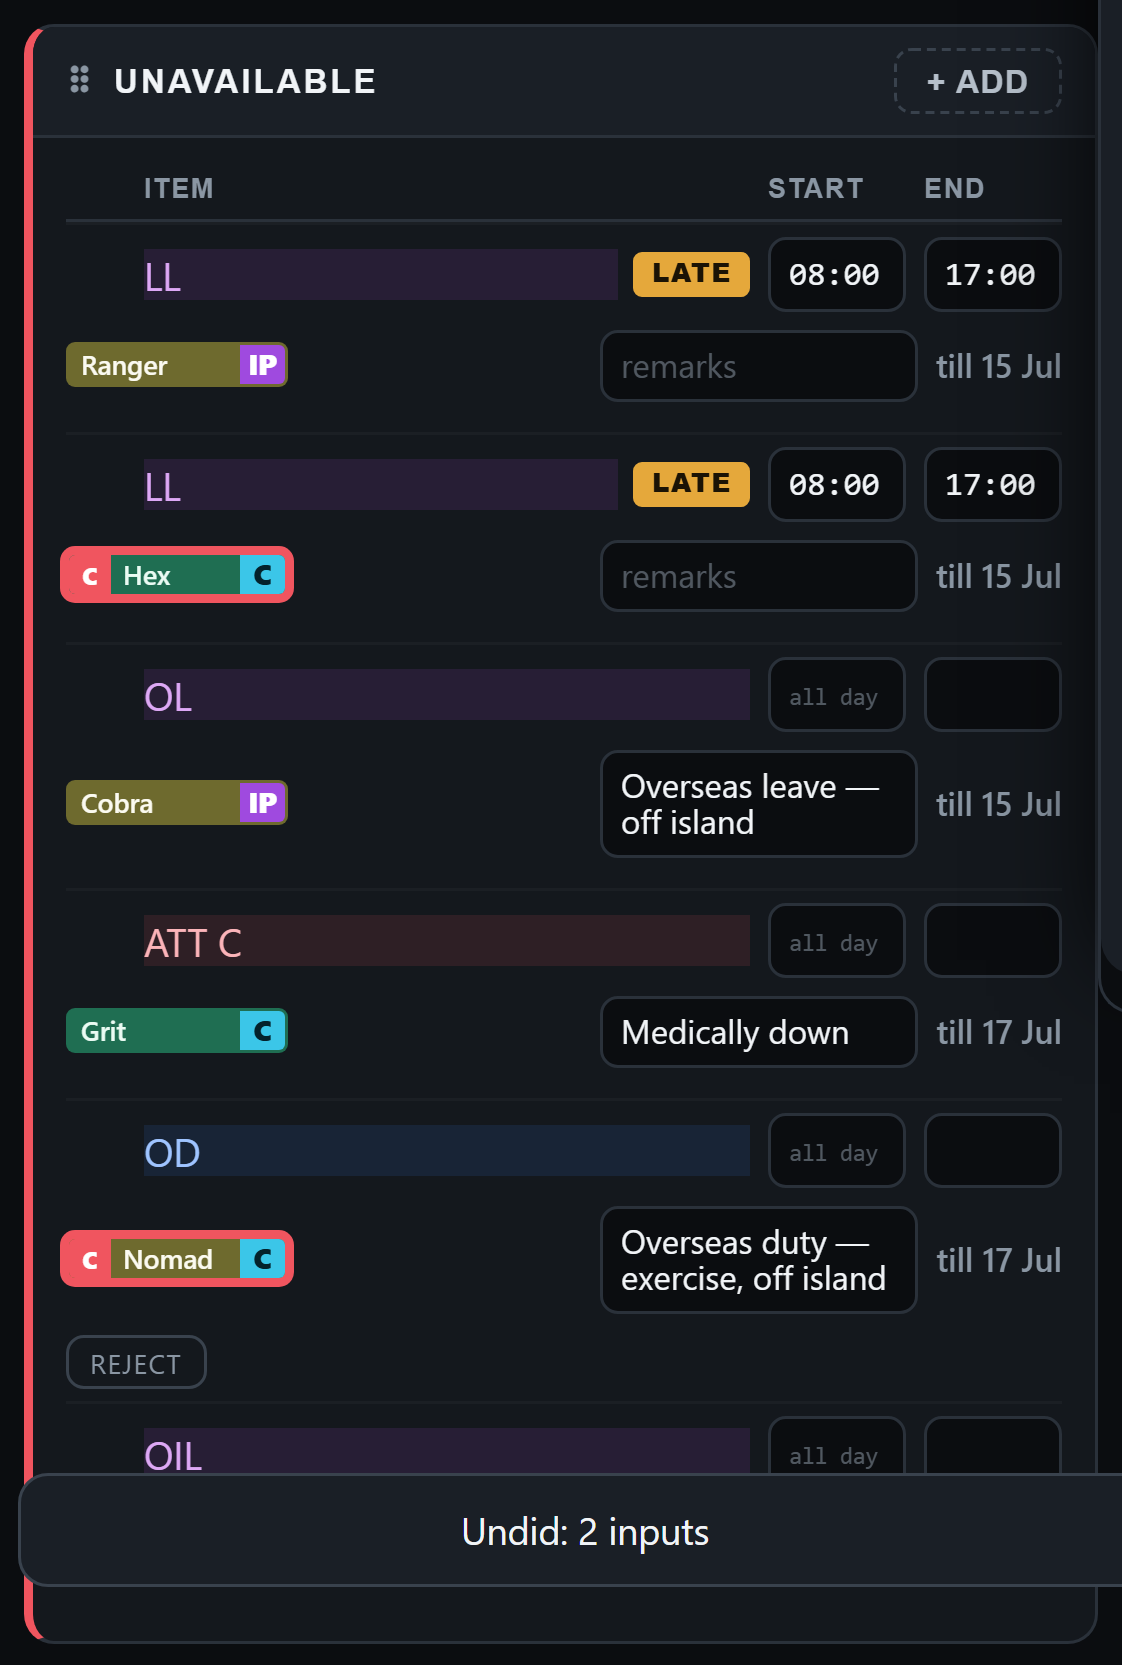 UNAVAILABLE
+ ADD
ITEM START END
LL LATE 08:00 17:00
Ranger IP remarks till 15 Jul
LL LATE 08:00 17:00
C Hex C remarks till 15 Jul
OL all day
Cobra IP Overseas leave —
off island
till 15 Jul
ATT C all day
Grit C Medically down till 17 Jul
OD all day
C Nomad C Overseas duty —
exercise, off island
till 17 Jul
REJECT
OIL all day
Undid: 2 inputs